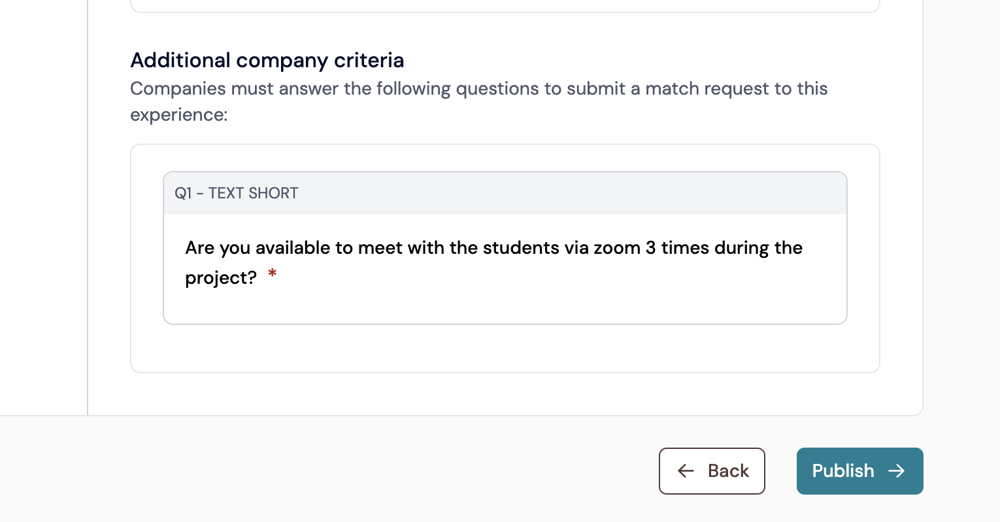 Additional company criteria
Companies must answer the following questions to submit a match request to this
experience:
Q1 - TEXT SHORT
Are you available to meet with the students via zoom 3 times during the
project? *
← Back
Publish →